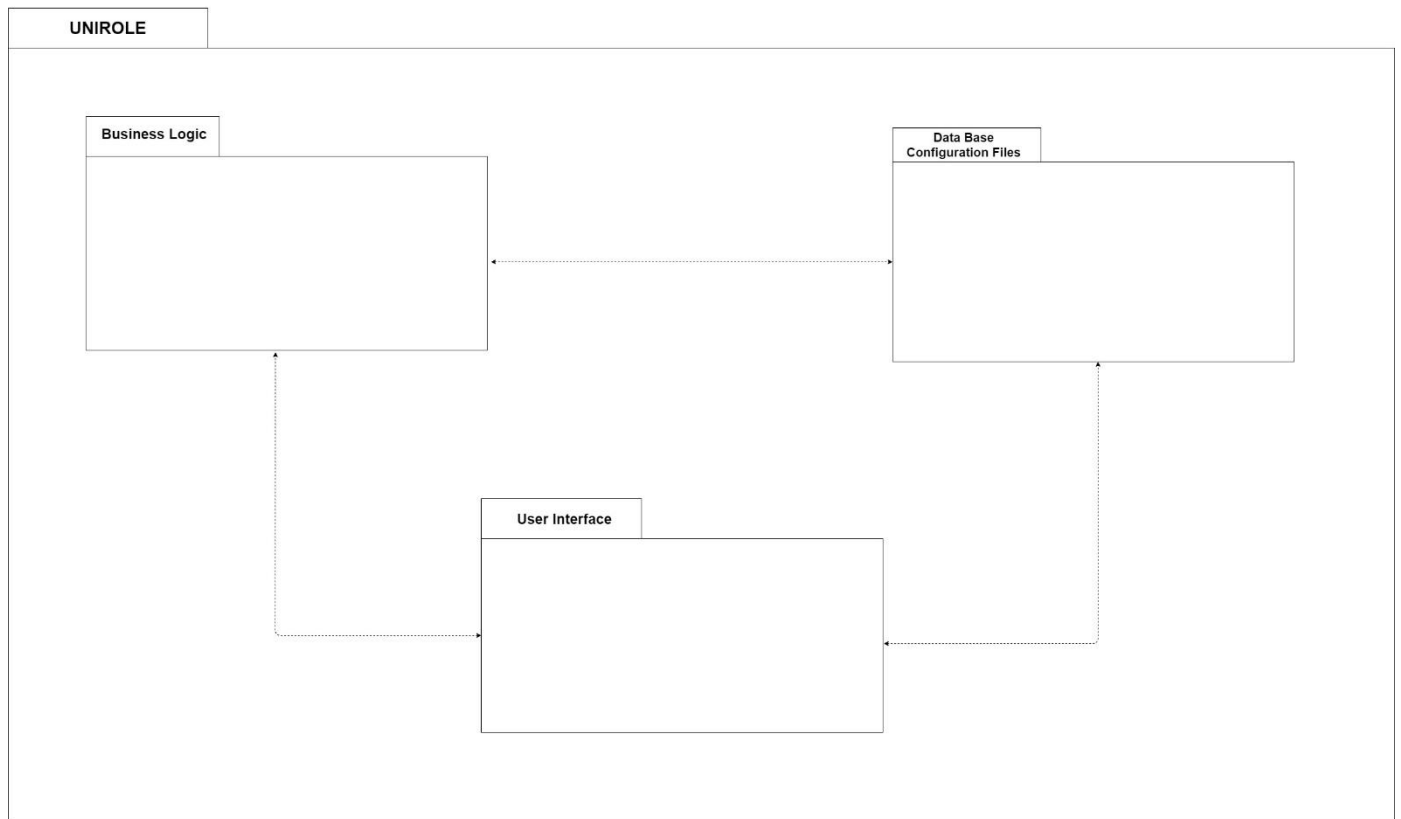 UNIROLE
Business Logic
Data Base
Configuration Files
User Interface